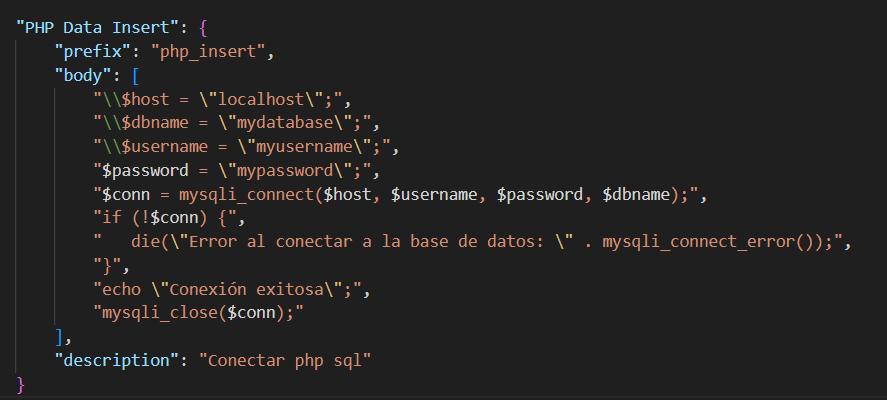 "PHP Data Insert": {
    "prefix": "php_insert",
    "body": [
        "\\$host = \"localhost\";",
        "\\$dbname = \"mydatabase\";",
        "\\$username = \"myusername\";",
        "$password = \"mypassword\";",
        "$conn = mysqli_connect($host, $username, $password, $dbname);",
        "if (!$conn) {",
        "   die(\"Error al conectar a la base de datos: \" . mysqli_connect_error());",
        "}",
        "echo \"Conexión exitosa\";",
        "mysqli_close($conn);"
    ],
    "description": "Conectar php sql"
}